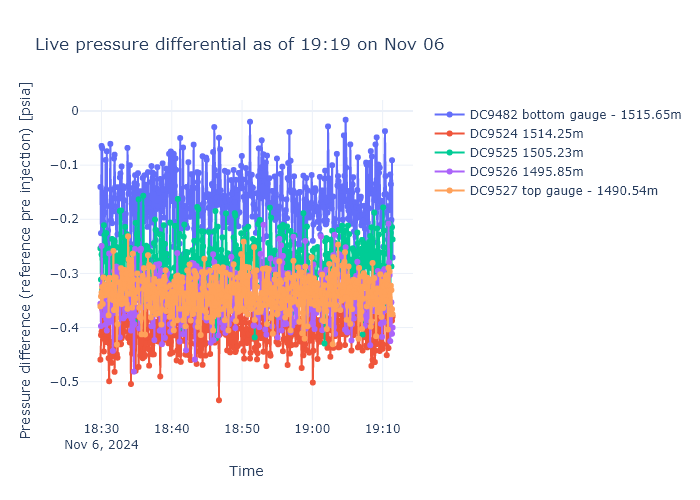 Live pressure differential as of 19:19 on Nov 06
Pressure difference (reference pre injection) [psia]
0
−0.1
−0.2
−0.3
−0.4
−0.5
18:30
Nov 6, 2024
18:40
18:50
19:00
19:10
Time
DC9482 bottom gauge - 1515.65m
DC9524 1514.25m
DC9525 1505.23m
DC9526 1495.85m
DC9527 top gauge - 1490.54m